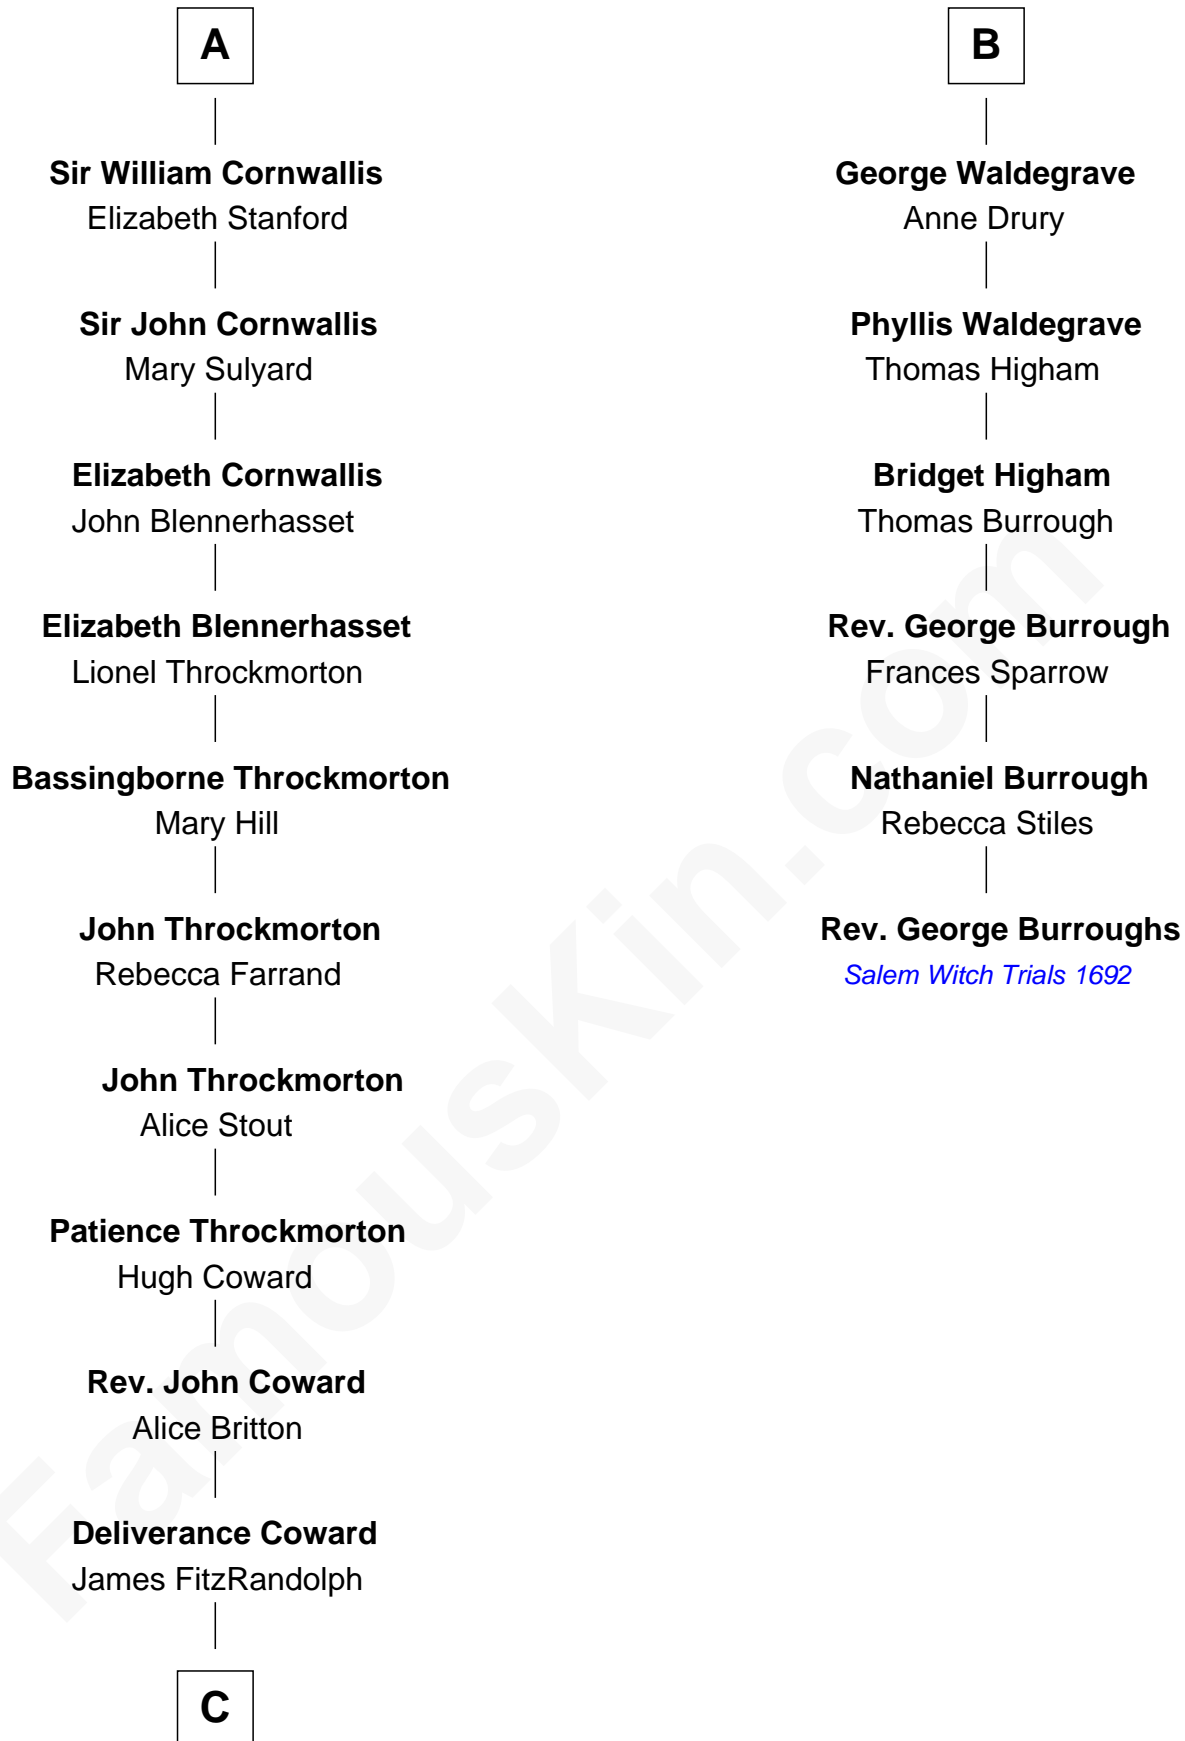 A
Sir William Cornwallis
Elizabeth Stanford
Sir John Cornwallis
Mary Sulyard
Elizabeth Cornwallis
John Blennerhasset
Elizabeth Blennerhasset
Lionel Throckmorton
Bassingborne Throckmorton
Mary Hill
John Throckmorton
Rebecca Farrand
John Throckmorton
Alice Stout
Patience Throckmorton
Hugh Coward
Rev. John Coward
Alice Britton
Deliverance Coward
James FitzRandolph
C
B
George Waldegrave
Anne Drury
Phyllis Waldegrave
Thomas Higham
Bridget Higham
Thomas Burrough
Rev. George Burrough
Frances Sparrow
Nathaniel Burrough
Rebecca Stiles
Rev. George Burroughs
Salem Witch Trials 1692
FamousKin.com